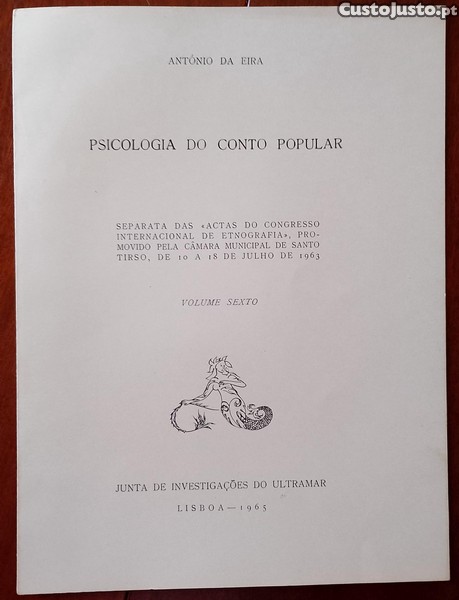 CustoJusto.pt
ANTÓNIO DA EIRA
PSICOLOGIA DO CONTO POPULAR
SEPARATA DAS «ACTAS DO CONGRESSO
INTERNACIONAL DE ETNOGRAFIA», PRO-
MOVIDO PELA CÂMARA MUNICIPAL DE SANTO
TIRSO, DE 10 A 18 DE JULHO DE 1963
VOLUME SEXTO
JUNTA DE INVESTIGAÇÕES DO ULTRAMAR
LISBOA — 1965